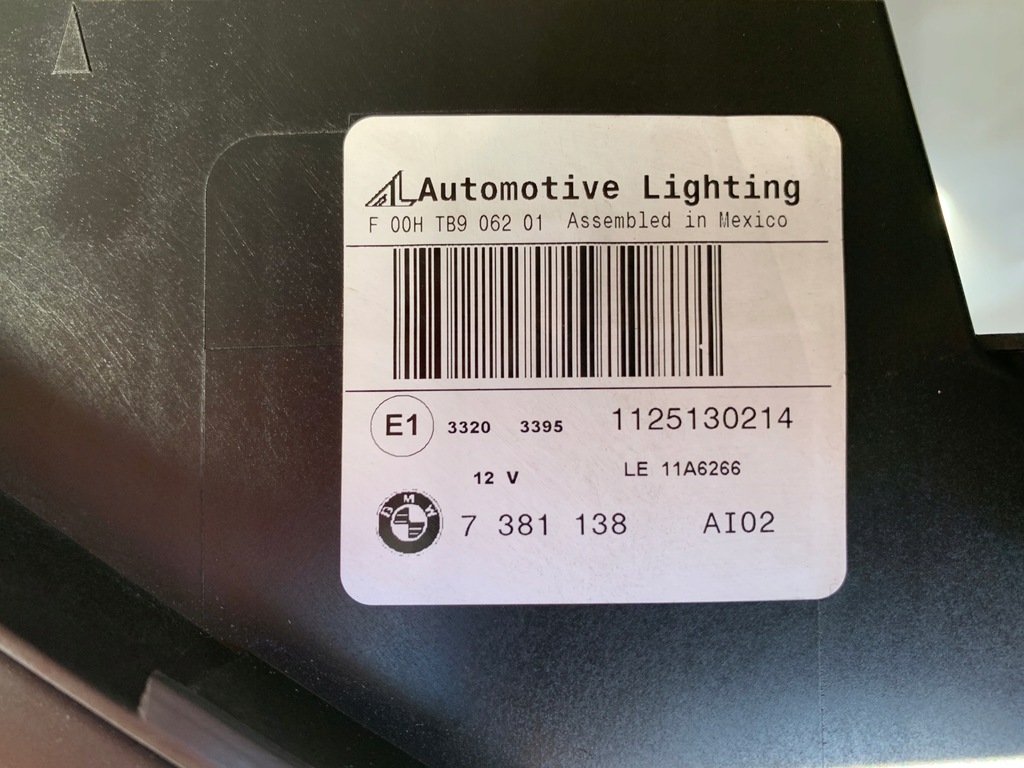 AL Automotive Lighting
F 00H TB9 062 01 Assembled in Mexico
E1 3320 3395 1125130214
12 V LE 11A6266
BMW 7 381 138 AI02